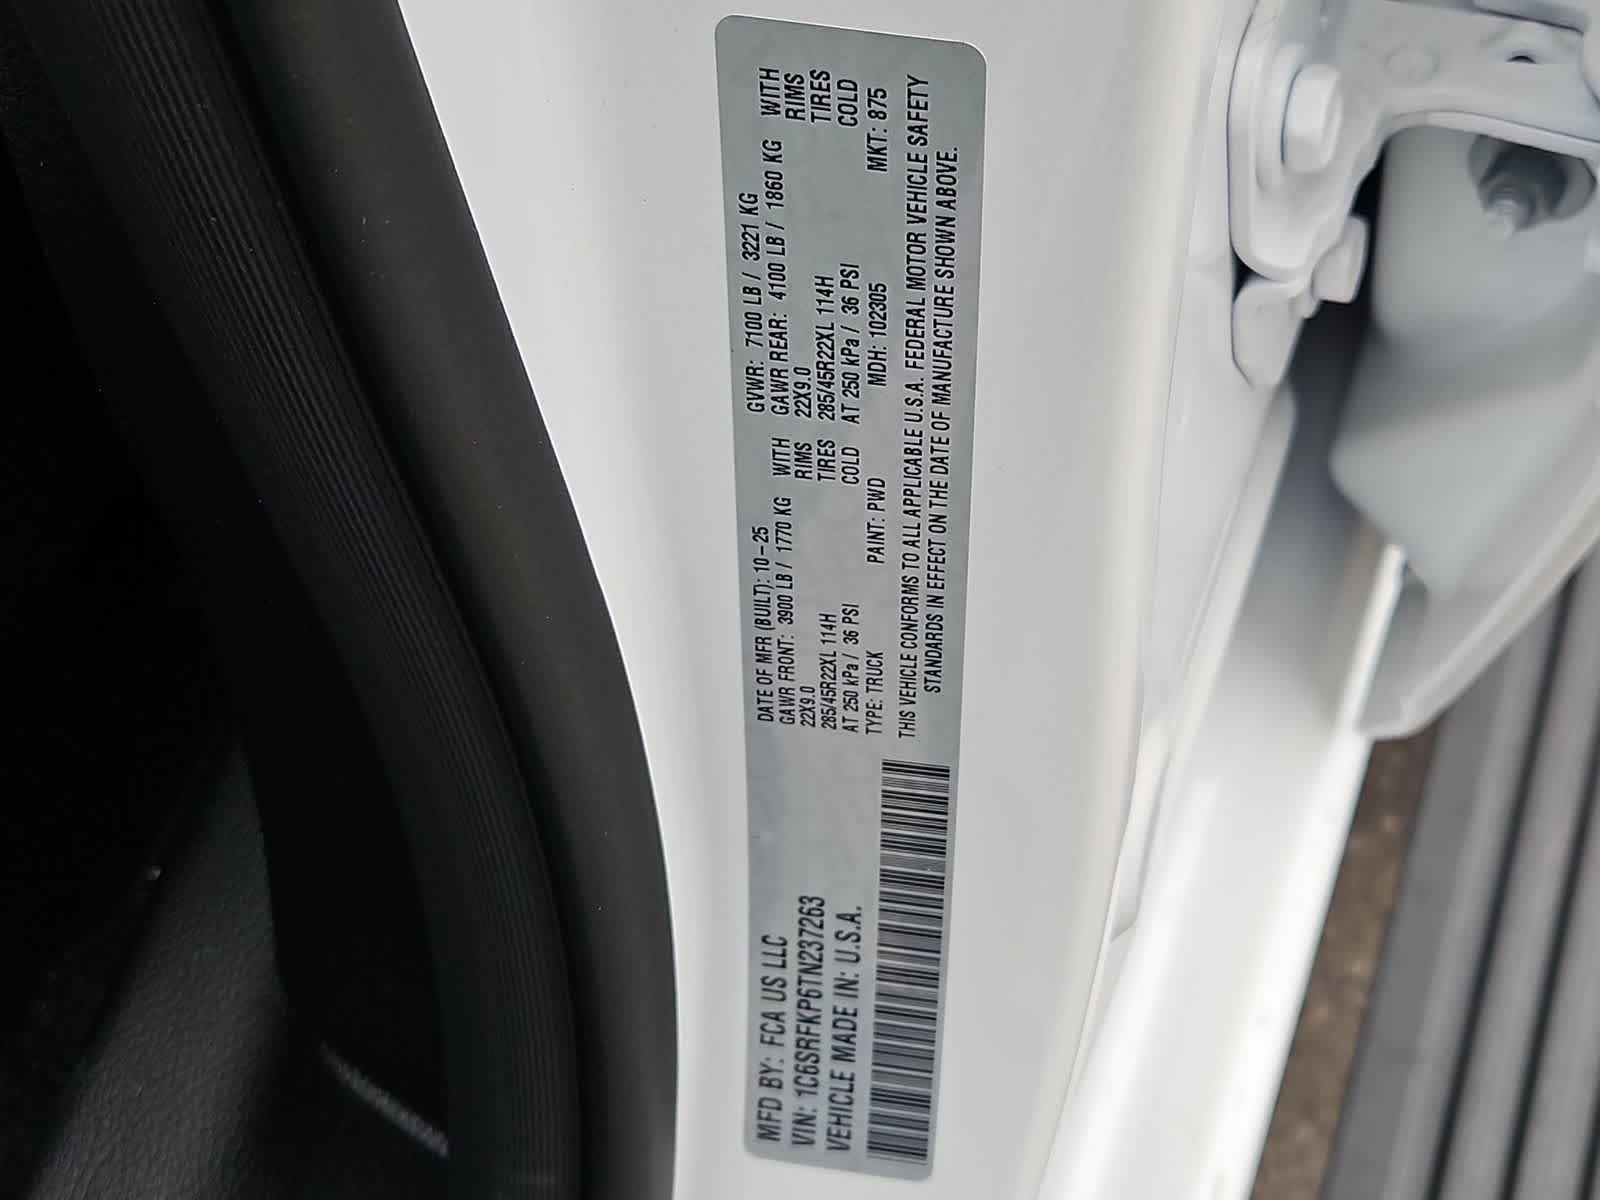 MFD BY: FCA US LLC
VIN: 1C6SRFKP6TN237263
VEHICLE MADE IN: U.S.A.
DATE OF MFR (BUILT): 10-25 GVWR: 7100 LB / 3221 KG
GAWR FRONT: 3900 LB / 1770 KG WITH GAWR REAR: 4100 LB / 1860 KG WITH
22X9.0 RIMS 22X9.0 RIMS
285/45R22XL 114H TIRES 285/45R22XL 114H TIRES
AT 250 kPa / 36 PSI COLD AT 250 kPa / 36 PSI COLD
TYPE: TRUCK PAINT: PWD MDH: 102305 MKT: 875
THIS VEHICLE CONFORMS TO ALL APPLICABLE U.S.A. FEDERAL MOTOR VEHICLE SAFETY
STANDARDS IN EFFECT ON THE DATE OF MANUFACTURE SHOWN ABOVE.